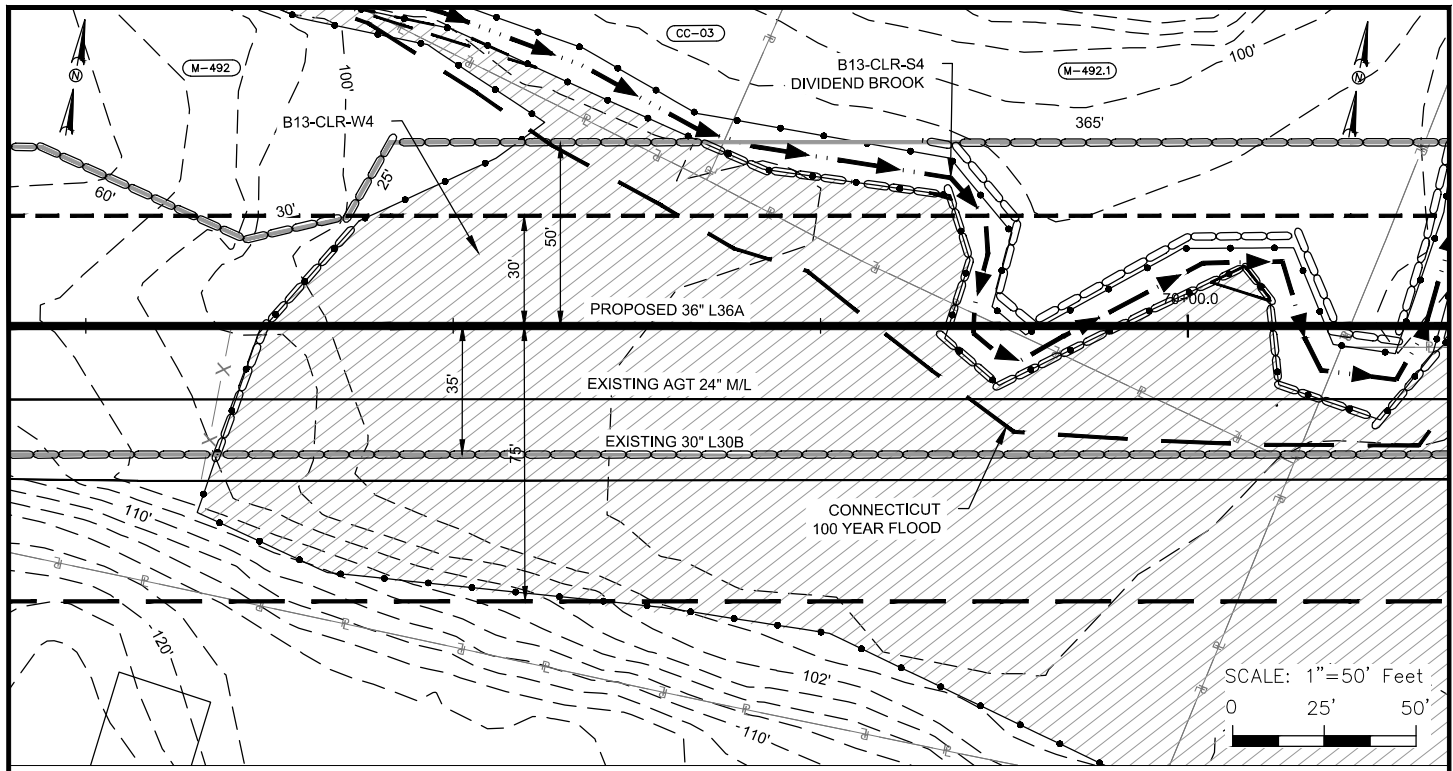 CC-03
M-492
100'
B13-CLR-S4
DIVIDEND BROOK
M-492.1
100'
N
N
B13-CLR-W4
365'
60'
30'
25'
50'
30'
PROPOSED 36" L36A
70+00.0
35'
EXISTING AGT 24" M/L
EXISTING 30" L30B
75'
X
X
110'
CONNECTICUT
100 YEAR FLOOD
120'
102'
110'
SCALE: 1"=50' Feet
0 25' 50'